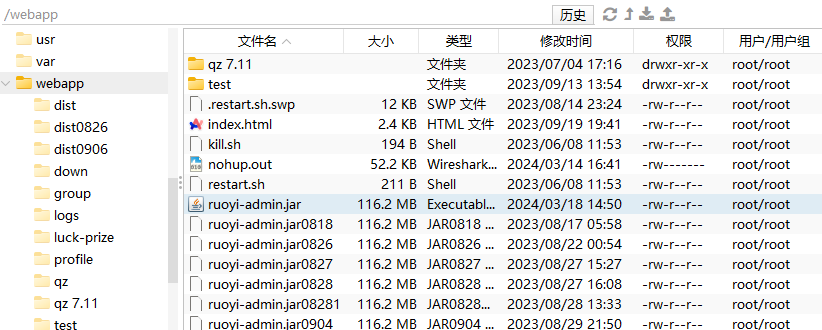 /webapp 历史
usr
var
webapp
dist
dist0826
dist0906
down
group
logs
luck-prize
profile
qz
qz 7.11
test
文件名 大小 类型 修改时间 权限 用户/用户组
qz 7.11 文件夹 2023/07/04 17:16 drwxr-xr-x root/root
test 文件夹 2023/09/13 13:54 drwxr-xr-x root/root
.restart.sh.swp 12 KB SWP 文件 2023/08/14 23:24 -rw-r--r-- root/root
index.html 2.4 KB HTML 文件 2023/09/19 19:41 -rw-r--r-- root/root
kill.sh 194 B Shell 2023/06/08 11:53 -rw-r--r-- root/root
nohup.out 52.2 KB Wireshark... 2024/03/14 16:41 -rw------- root/root
restart.sh 211 B Shell 2023/06/08 11:53 -rw-r--r-- root/root
ruoyi-admin.jar 116.2 MB Executabl... 2024/03/18 14:50 -rw-r--r-- root/root
ruoyi-admin.jar0818 116.2 MB JAR0818 ... 2023/08/17 05:58 -rw-r--r-- root/root
ruoyi-admin.jar0826 116.2 MB JAR0826 ... 2023/08/22 00:54 -rw-r--r-- root/root
ruoyi-admin.jar0827 116.2 MB JAR0827 ... 2023/08/27 15:27 -rw-r--r-- root/root
ruoyi-admin.jar0828 116.2 MB JAR0828 ... 2023/08/27 16:08 -rw-r--r-- root/root
ruoyi-admin.jar08281 116.2 MB JAR0828... 2023/08/28 13:33 -rw-r--r-- root/root
ruoyi-admin.jar0904 116.2 MB JAR0904 ... 2023/08/29 21:50 -rw-r--r-- root/root